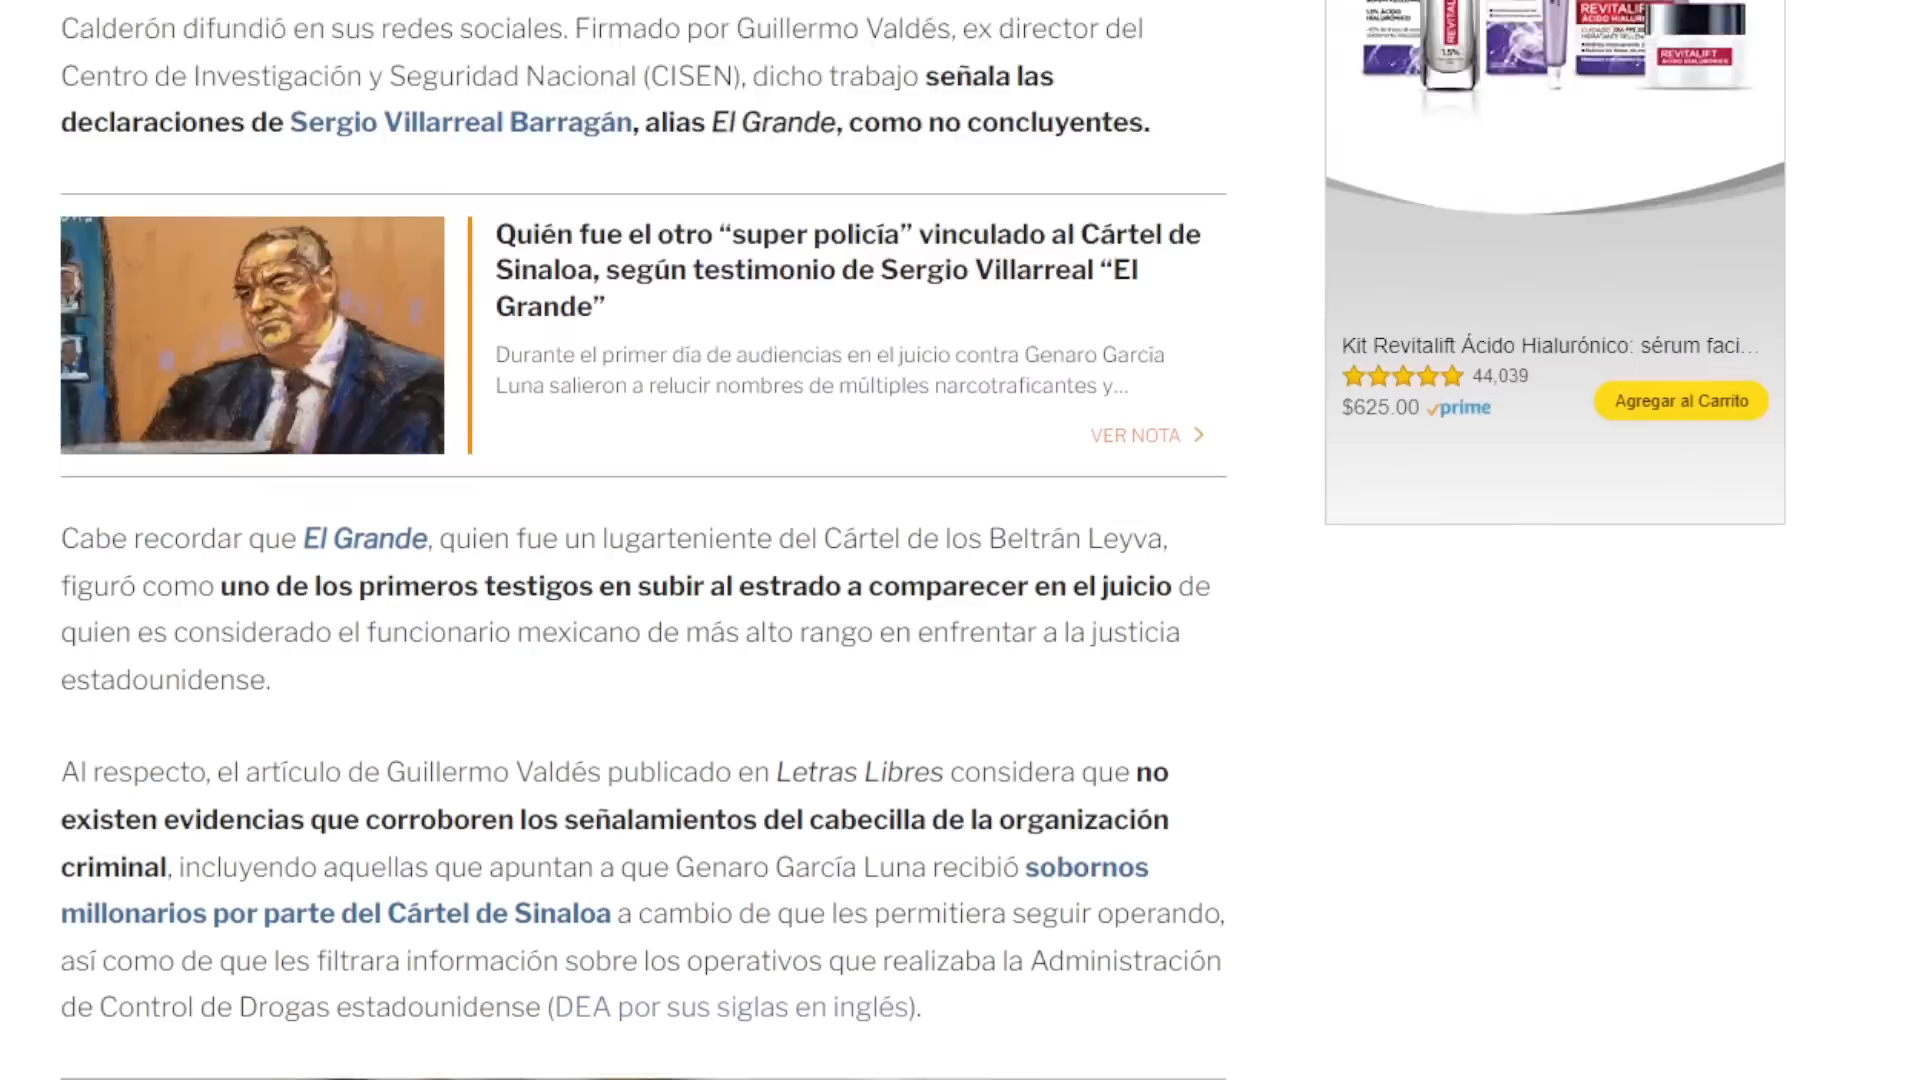 Calderón difundió en sus redes sociales. Firmado por Guillermo Valdés, ex director del
Centro de Investigación y Seguridad Nacional (CISEN), dicho trabajo señala las
declaraciones de Sergio Villarreal Barragán, alias El Grande, como no concluyentes.
Quién fue el otro “super policía” vinculado al Cártel de
Sinaloa, según testimonio de Sergio Villarreal “El
Grande”
Durante el primer día de audiencias en el juicio contra Genaro García
Luna salieron a relucir nombres de múltiples narcotraficantes y...
VER NOTA
Cabe recordar que El Grande, quien fue un lugarteniente del Cártel de los Beltrán Leyva,
figuró como uno de los primeros testigos en subir al estrado a comparecer en el juicio de
quien es considerado el funcionario mexicano de más alto rango en enfrentar a la justicia
estadounidense.
Al respecto, el artículo de Guillermo Valdés publicado en Letras Libres considera que no
existen evidencias que corroboren los señalamientos del cabecilla de la organización
criminal, incluyendo aquellas que apuntan a que Genaro García Luna recibió sobornos
millonarios por parte del Cártel de Sinaloa a cambio de que les permitiera seguir operando,
así como de que les filtrara información sobre los operativos que realizaba la Administración
de Control de Drogas estadounidense (DEA por sus siglas en inglés).
REVITALIFT
ÁCIDO HIALURÓNICO
1.5%
Kit Revitalift Ácido Hialurónico: sérum faci...
44,039
$625.00 prime
Agregar al Carrito